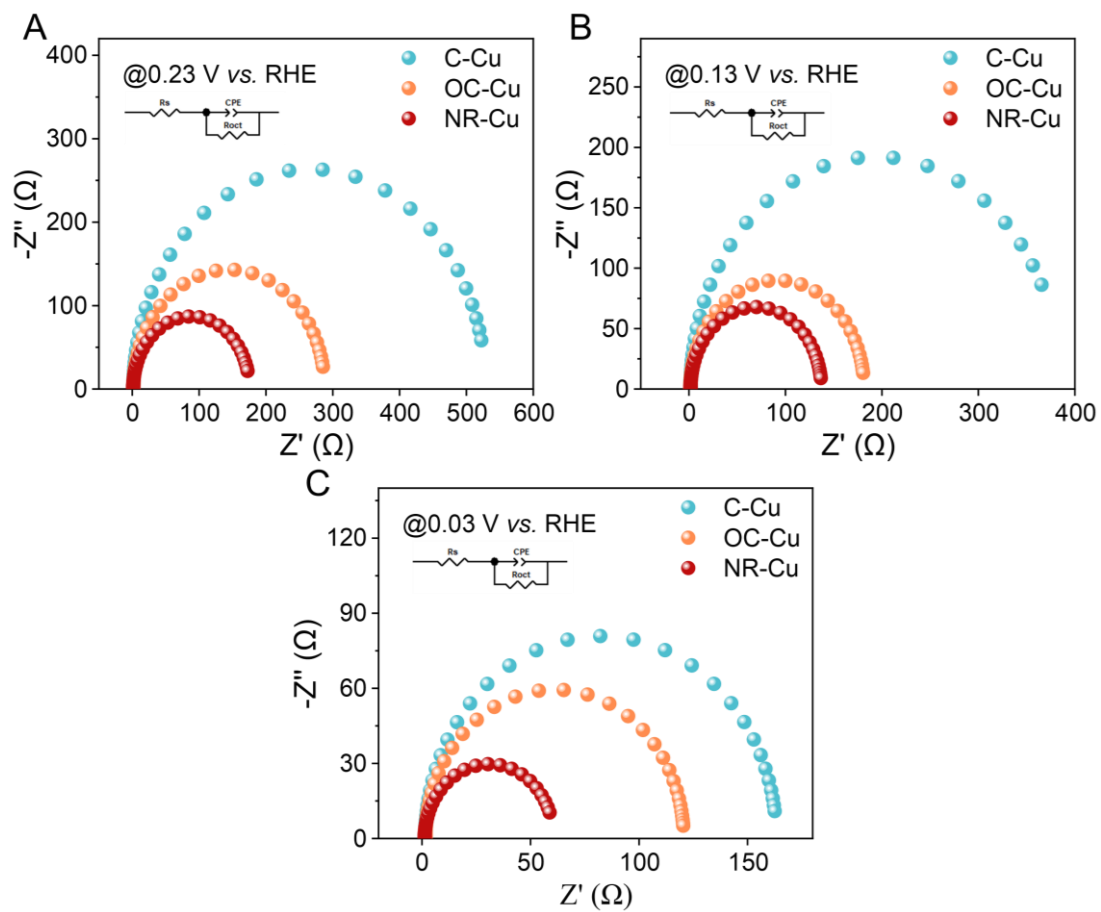 A
@0.23 V vs. RHE
C-Cu
OC-Cu
NR-Cu
Rs
CPE
Roct
400
300
200
100
0
-Z'' (Ω)
0 100 200 300 400 500 600
Z' (Ω)
B
@0.13 V vs. RHE
C-Cu
OC-Cu
NR-Cu
Rs
CPE
Roct
250
200
150
100
50
0
-Z'' (Ω)
0 100 200 300 400
Z' (Ω)
C
@0.03 V vs. RHE
C-Cu
OC-Cu
NR-Cu
Rs
CPE
Roct
120
90
60
30
0
-Z'' (Ω)
0 50 100 150
Z' (Ω)